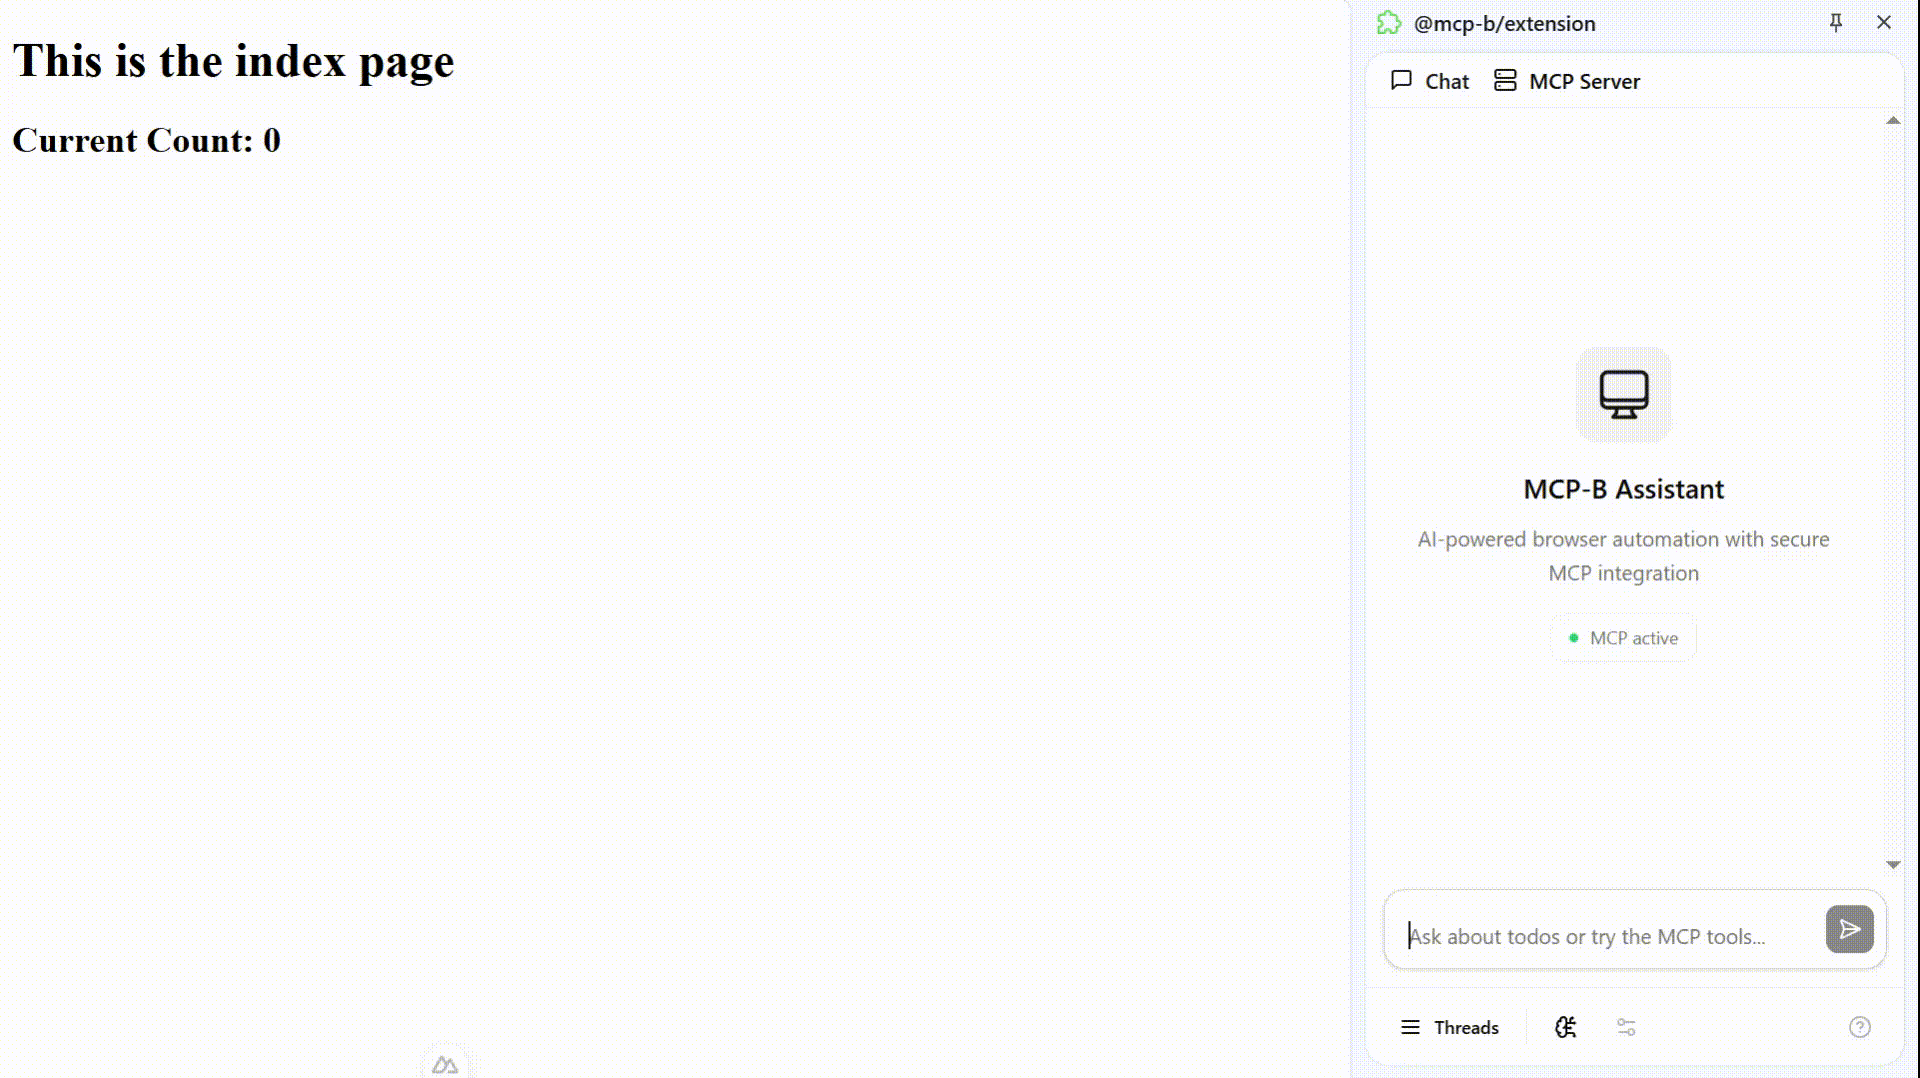 This is the index page
Current Count: 0
@mcp-b/extension
Chat
MCP Server
MCP-B Assistant
AI-powered browser automation with secure
MCP integration
MCP active
Ask about todos or try the MCP tools...
Threads